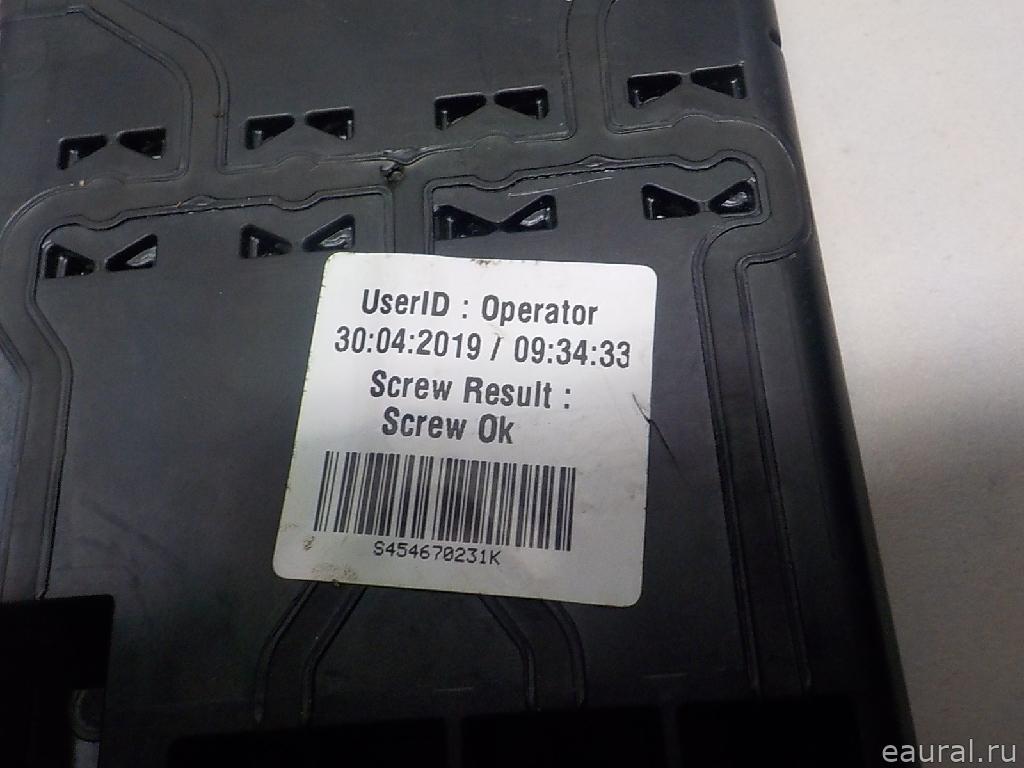 UserID : Operator
30:04:2019 / 09:34:33
Screw Result :
Screw Ok
S454670231K
eaural.ru